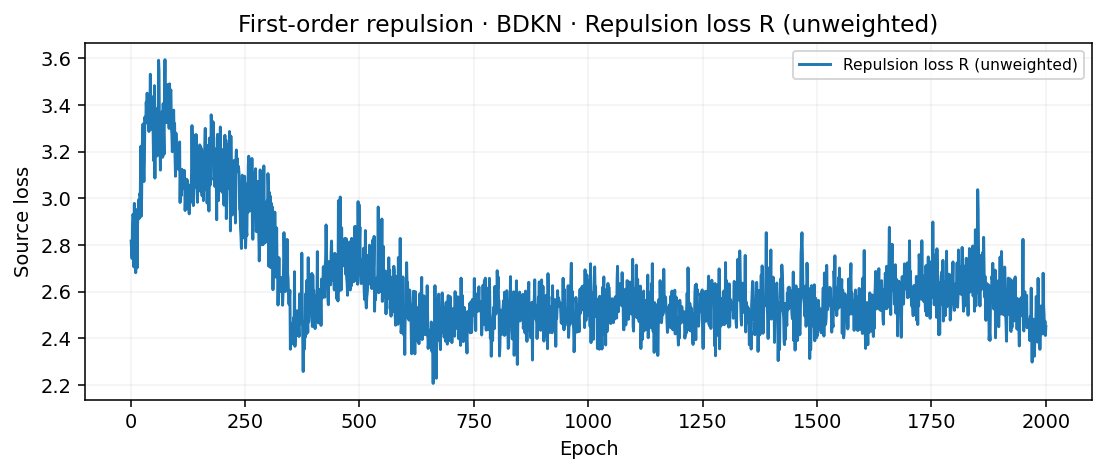 First-order repulsion · BDKN · Repulsion loss R (unweighted)
Repulsion loss R (unweighted)
Source loss
3.6
3.4
3.2
3.0
2.8
2.6
2.4
2.2
0 250 500 750 1000 1250 1500 1750 2000
Epoch